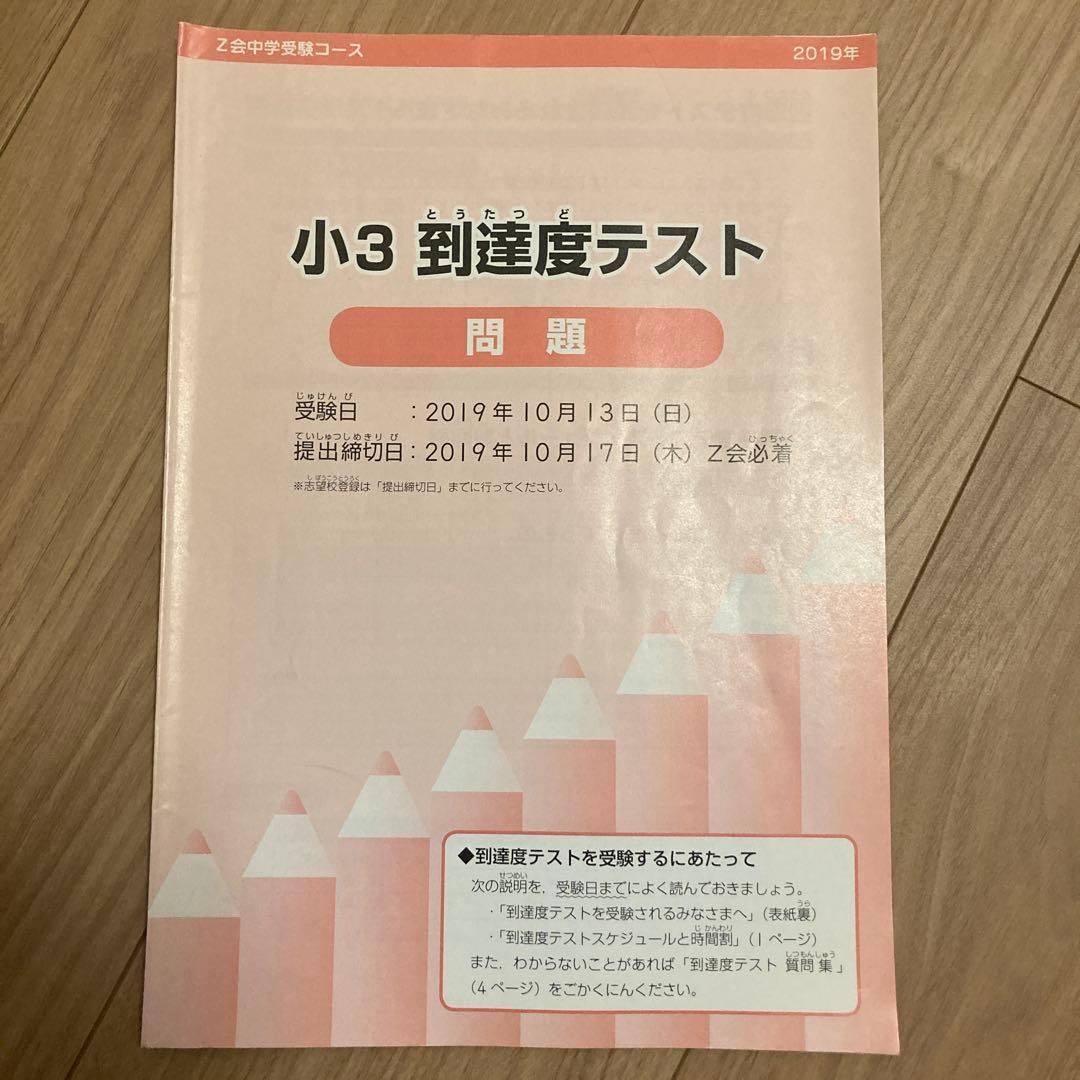 Z会中学受験コース
2019年
とうたつど
小3 到達度テスト
問題
じゅけんび
受験日 :2019年10月13日(日)
ていしゅつしめきりび ひっちゃく
提出締切日:2019年10月17日(木) Z会必着
しぼうこうとうろく
※志望校登録は「提出締切日」までに行ってください。
◆到達度テストを受験するにあたって
せつめい
次の説明を,受験日までによく読んでおきましょう。
うら
・「到達度テストを受験されるみなさまへ」(表紙裏)
じかんわり
・「到達度テストスケジュールと時間割」(1ページ)
しつもんしゅう
また,わからないことがあれば「到達度テスト 質問集」
(4ページ)をごかくにんください。